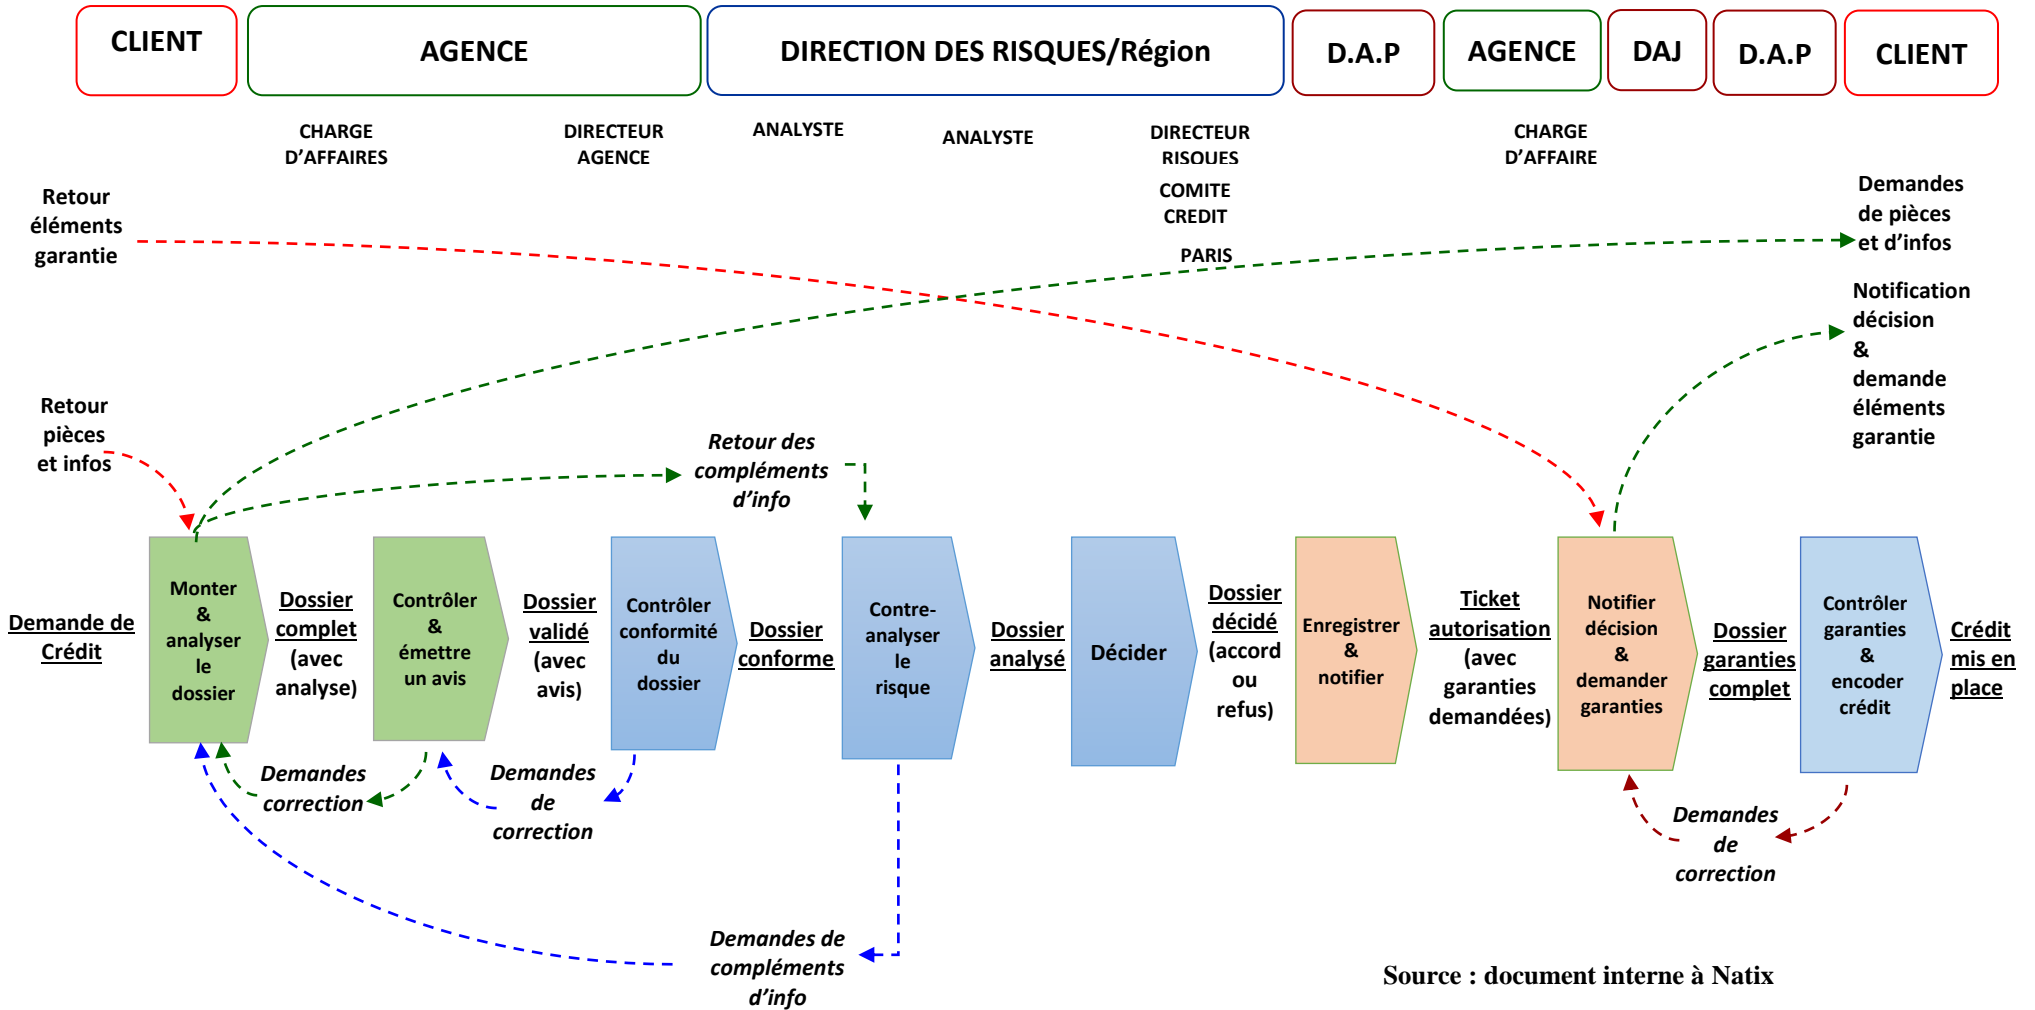 CLIENT
AGENCE
DIRECTION DES RISQUES/Région
D.A.P
AGENCE
DAJ
D.A.P
CLIENT
CHARGE
D'AFFAIRES
DIRECTEUR
AGENCE
ANALYSTE
ANALYSTE
DIRECTEUR
RISQUES
COMITE
CREDIT
PARIS
CHARGE
D'AFFAIRE
Retour
éléments
garantie
Demandes
de pièces
et d'infos
Notification
décision
&
demande
éléments
garantie
Retour
pièces
et infos
Retour des
compléments
d'info
Demande de
Crédit
Monter
&
analyser
le
dossier
Dossier
complet
(avec
analyse)
Contrôler
&
émettre
un avis
Dossier
validé
(avec
avis)
Contrôler
conformité
du
dossier
Dossier
conforme
Contre-
analyser
le
risque
Dossier
analysé
Décider
Dossier
décidé
(accord
ou
refus)
Enregistrer
&
notifier
Ticket
autorisation
(avec
garanties
demandées)
Notifier
décision
&
demander
garanties
Dossier
garanties
complet
Contrôler
garanties
&
encoder
crédit
Crédit
mis en
place
Demandes
correction
Demandes
de
correction
Demandes
de
correction
Demandes de
compléments
d'info
Source : document interne à Natix